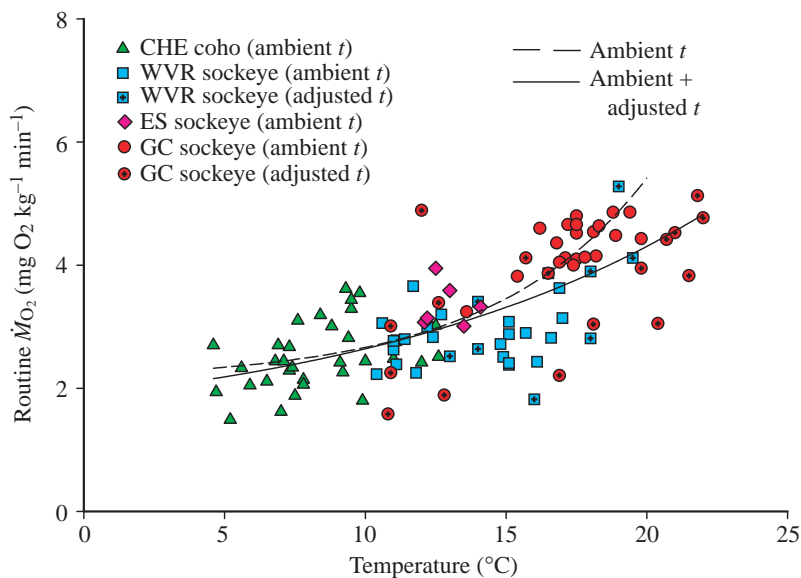 8
6
4
2
0
Routine ṀO₂ (mg O₂ kg⁻¹ min⁻¹)
CHE coho (ambient t)
WVR sockeye (ambient t)
WVR sockeye (adjusted t)
ES sockeye (ambient t)
GC sockeye (ambient t)
GC sockeye (adjusted t)
Ambient t
Ambient +
adjusted t
0 5 10 15 20 25
Temperature (°C)